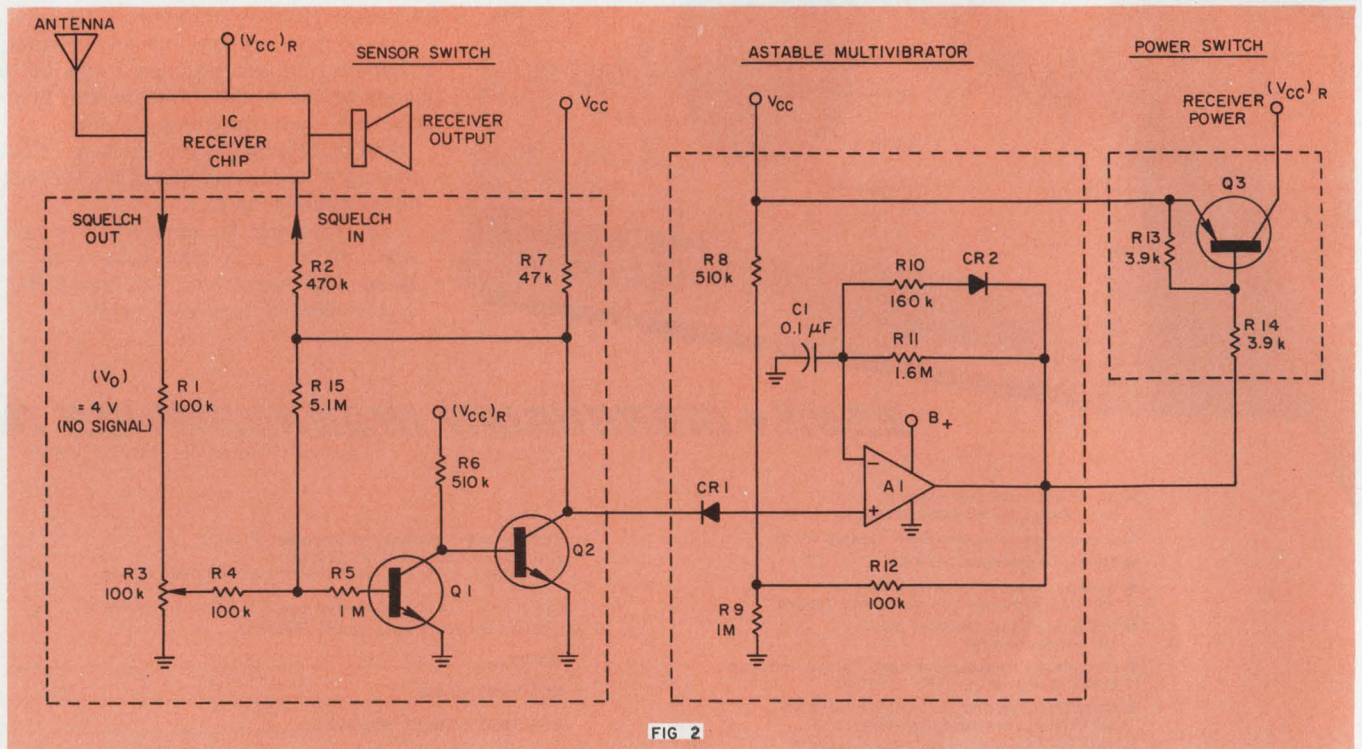 ANTENNA
(VCC)R
SENSOR SWITCH
ASTABLE MULTIVIBRATOR
POWER SWITCH
IC
RECEIVER
CHIP
RECEIVER
OUTPUT
VCC
VCC
RECEIVER
POWER
(VCC)R
SQUELCH
OUT
SQUELCH
IN
R2
470k
R7
47k
R8
510k
R10
160k
CR2
R13
3.9k
Q3
C1
0.1 µF
R11
1.6M
R14
3.9k
(VO)
= 4 V
(NO SIGNAL)
R1
100k
R15
5.1M
(VCC)R
R6
510k
B+
−
A1
+
CR1
R3
100k
R4
100k
R5
1M
Q1
Q2
R12
100k
R9
1M
FIG 2